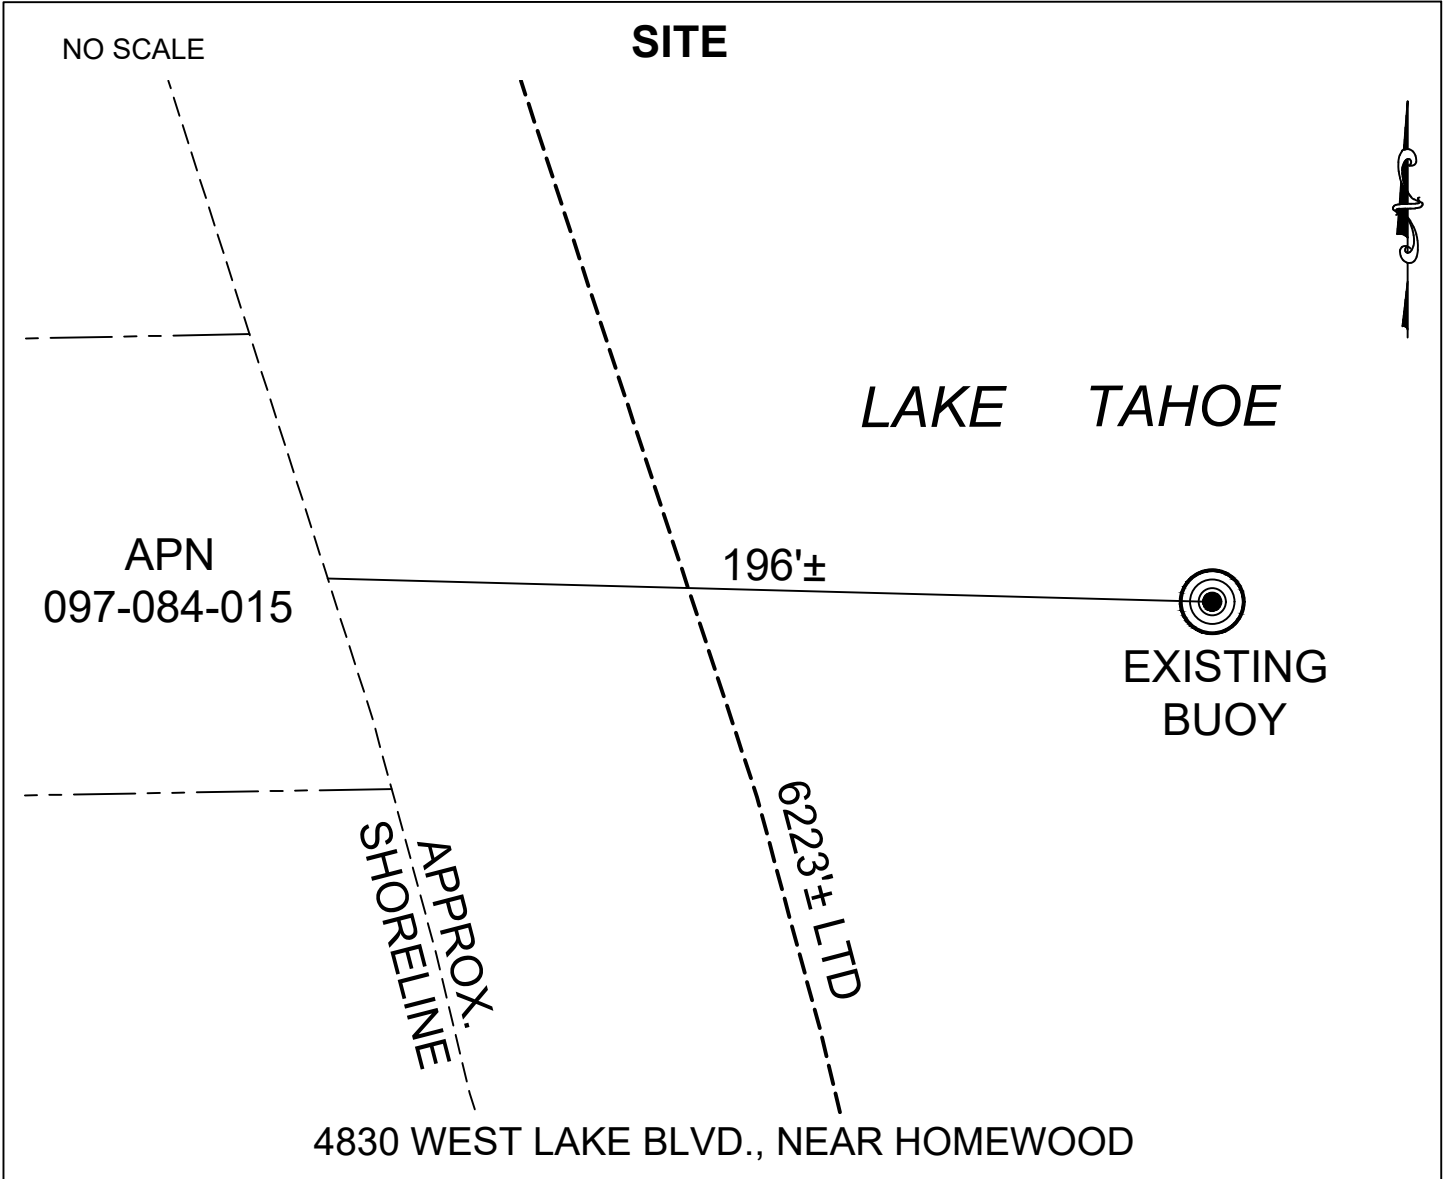 NO SCALE
SITE
LAKE TAHOE
196'±
APN
097-084-015
EXISTING
BUOY
6223'± LTD
APPROX.
SHORELINE
4830 WEST LAKE BLVD., NEAR HOMEWOOD